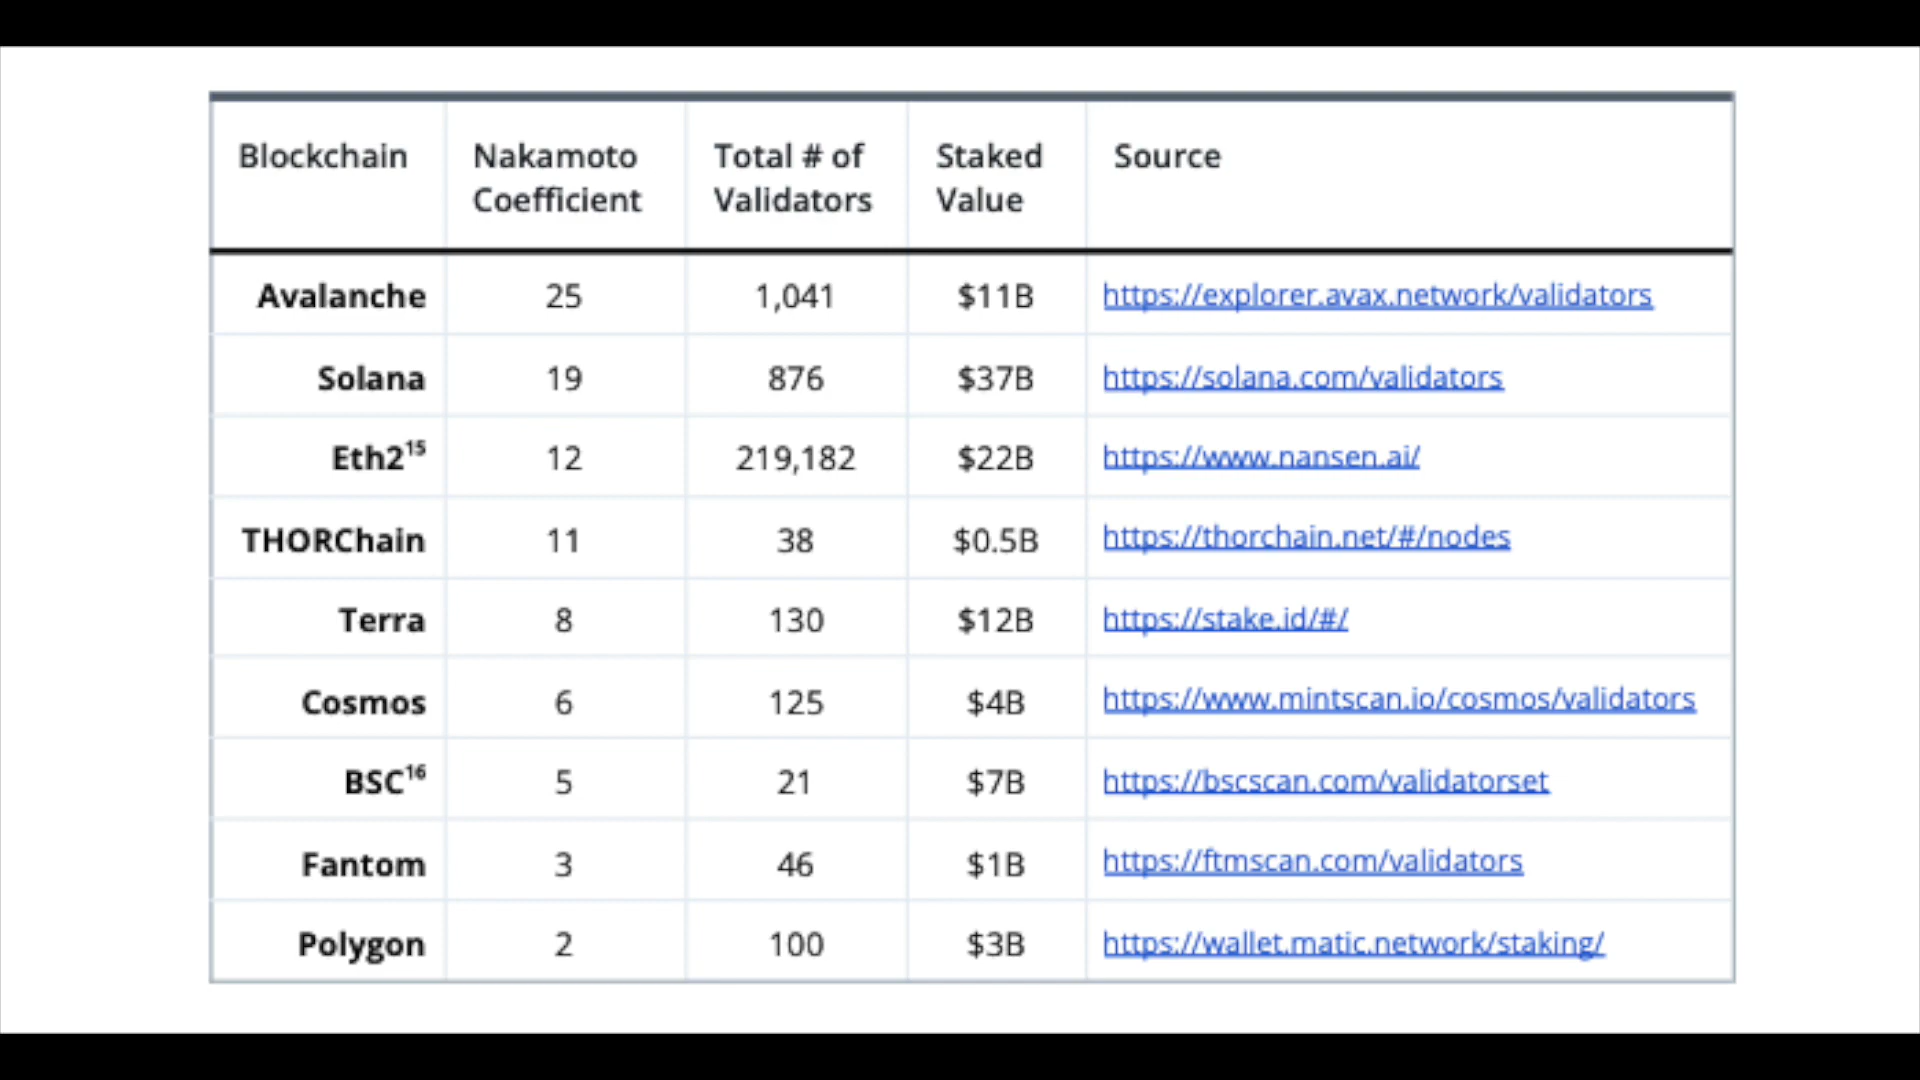 Blockchain Nakamoto Coefficient Total # of Validators Staked Value Source
Avalanche 25 1,041 $11B https://explorer.avax.network/validators
Solana 19 876 $37B https://solana.com/validators
Eth2¹⁵ 12 219,182 $22B https://www.nansen.ai/
THORChain 11 38 $0.5B https://thorchain.net/#/nodes
Terra 8 130 $12B https://stake.id/#/
Cosmos 6 125 $4B https://www.mintscan.io/cosmos/validators
BSC¹⁶ 5 21 $7B https://bscscan.com/validatorset
Fantom 3 46 $1B https://ftmscan.com/validators
Polygon 2 100 $3B https://wallet.matic.network/staking/